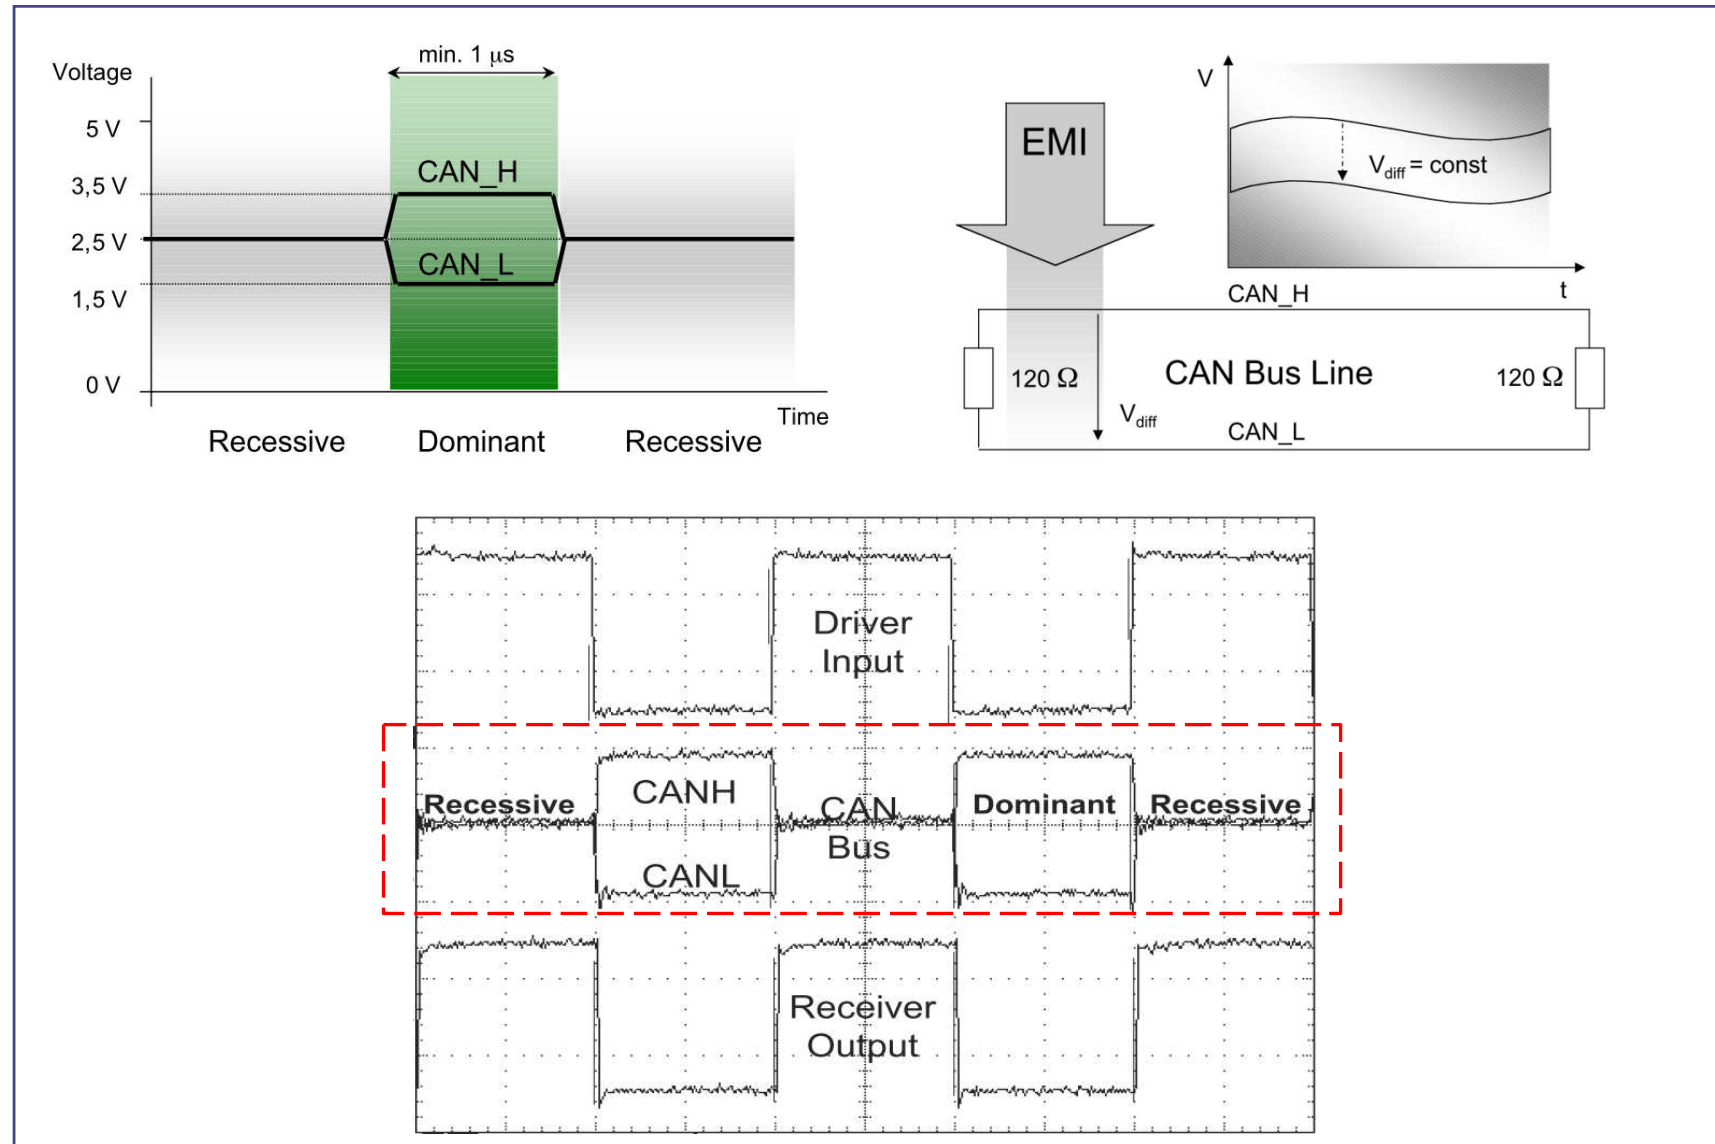 min. 1 μs
Voltage
5 V
CAN_H
3,5 V
2,5 V
CAN_L
1,5 V
0 V
Time
Recessive
Dominant
Recessive
EMI
V
Vdiff = const
t
CAN_H
120 Ω
CAN Bus Line
120 Ω
Vdiff
CAN_L
Driver
Input
Recessive
CANH
CANL
CAN
Bus
Dominant
Recessive
Receiver
Output